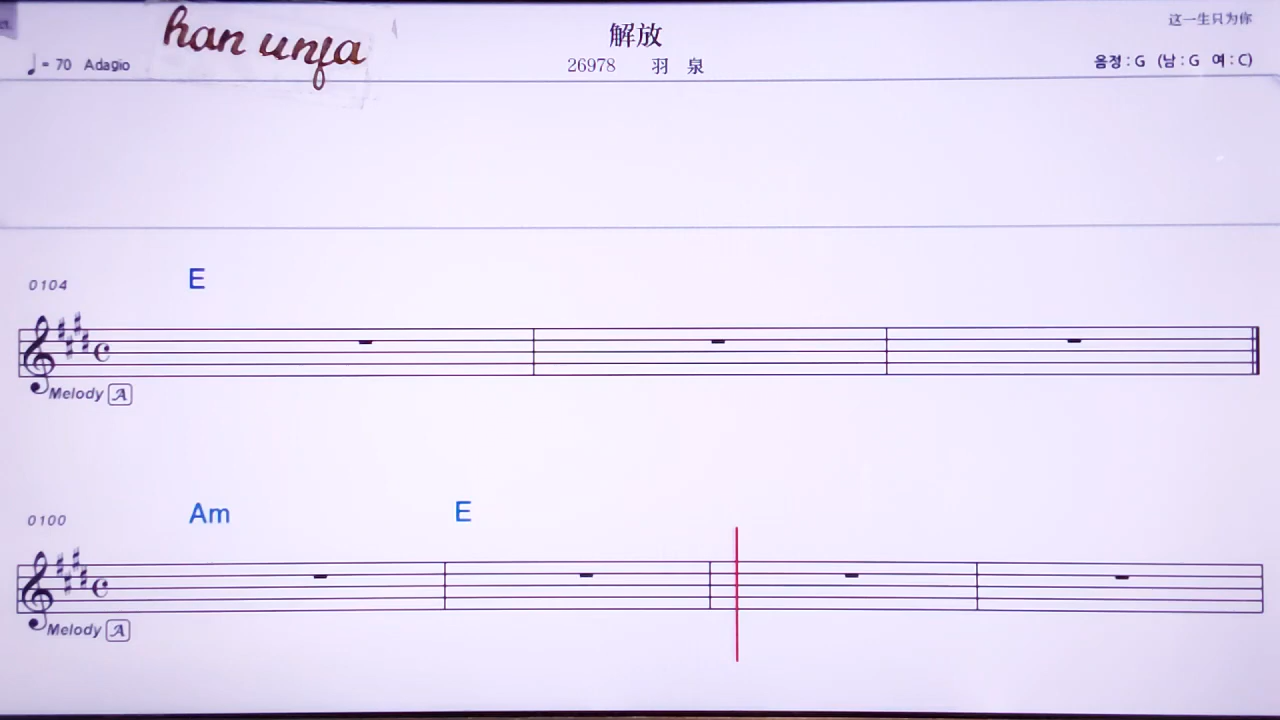 han unfa
解放
这一生只为你
♩= 70 Adagio
26978 羽 泉
음정 : G (남 : G 여 : C)
0104
E
Melody A
0100
Am E
Melody A